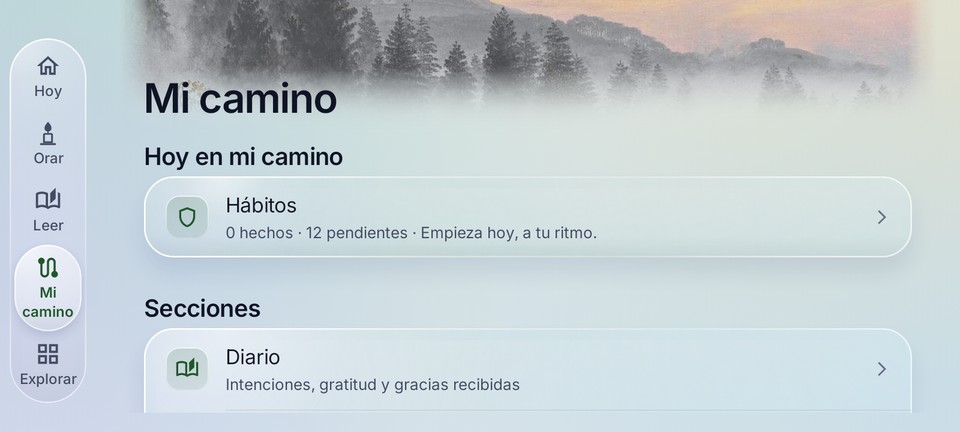 Hoy
Orar
Leer
Mi
camino
Explorar
Mi camino
Hoy en mi camino
Hábitos
0 hechos · 12 pendientes · Empieza hoy, a tu ritmo.
Secciones
Diario
Intenciones, gratitud y gracias recibidas